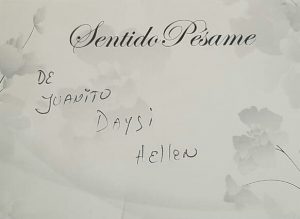 Sentido Pésame
DE
JUANITO
DAYSi
HELLEN